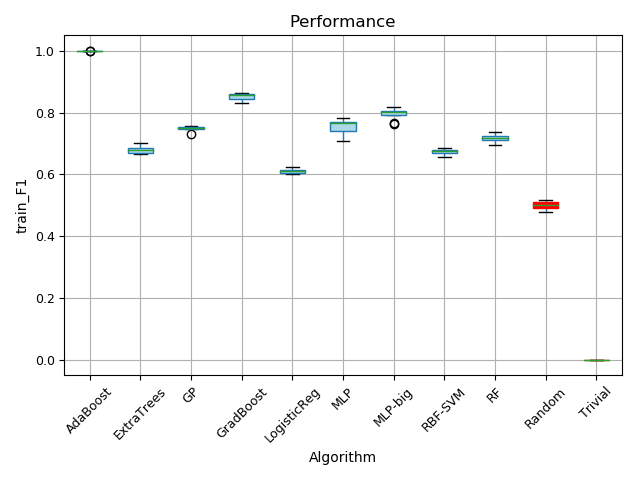 Performance
train_F1
1.0
0.8
0.6
0.4
0.2
0.0
AdaBoost
ExtraTrees
GP
GradBoost
LogisticReg
MLP
MLP-big
RBF-SVM
RF
Random
Trivial
Algorithm